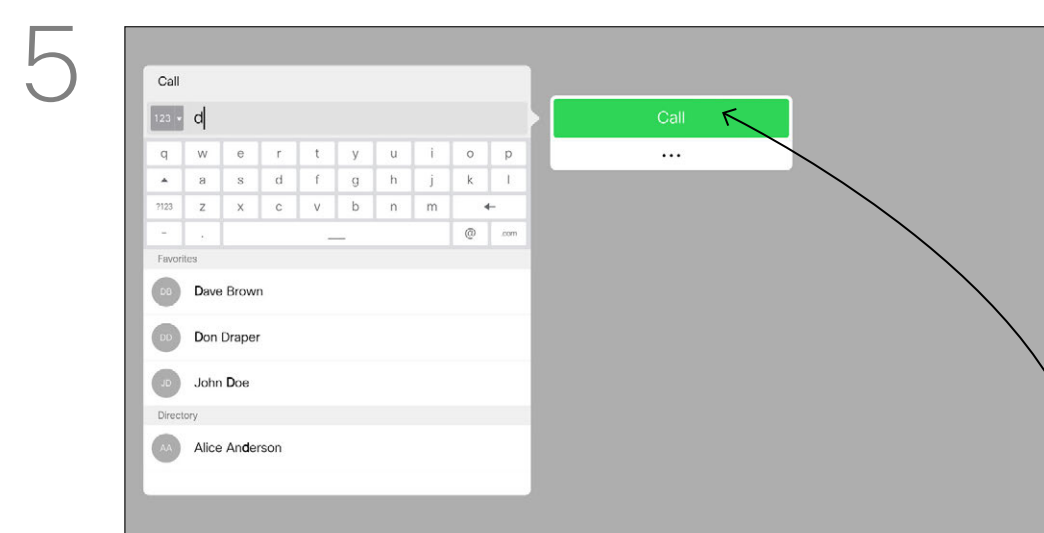 5
Call
123 d
Call
...
q w e r t y u i o p
a s d f g h j k l
?123 z x c v b n m
- . @ .com
Favorites
DB Dave Brown
DD Don Draper
JD John Doe
Directory
AA Alice Anderson